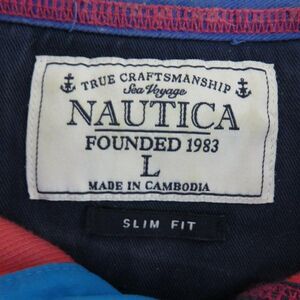 TRUE CRAFTSMANSHIP
Sea Voyage
NAUTICA
FOUNDED 1983
L
MADE IN CAMBODIA
SLIM FIT